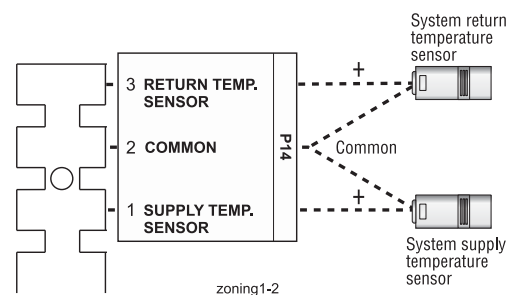 System return
temperature
sensor
+
3 RETURN TEMP.
SENSOR
P14
2 COMMON
Common
+
1 SUPPLY TEMP.
SENSOR
System supply
temperature
sensor
zoning1-2